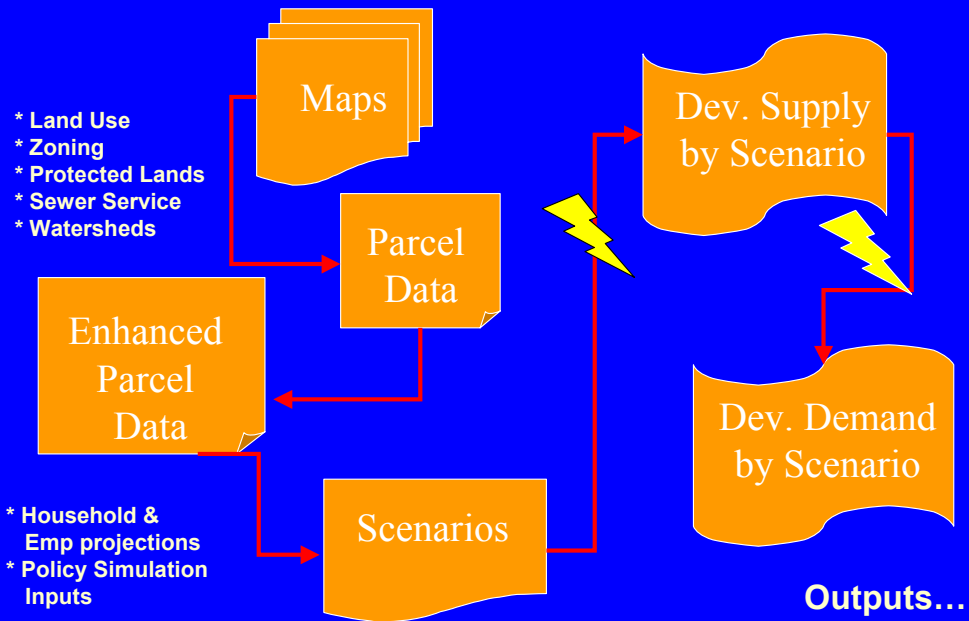 Maps
* Land Use
* Zoning
* Protected Lands
* Sewer Service
* Watersheds
Parcel
Data
Enhanced
Parcel
Data
* Household &
Emp projections
* Policy Simulation
Inputs
Scenarios
Dev. Supply
by Scenario
Dev. Demand
by Scenario
Outputs…